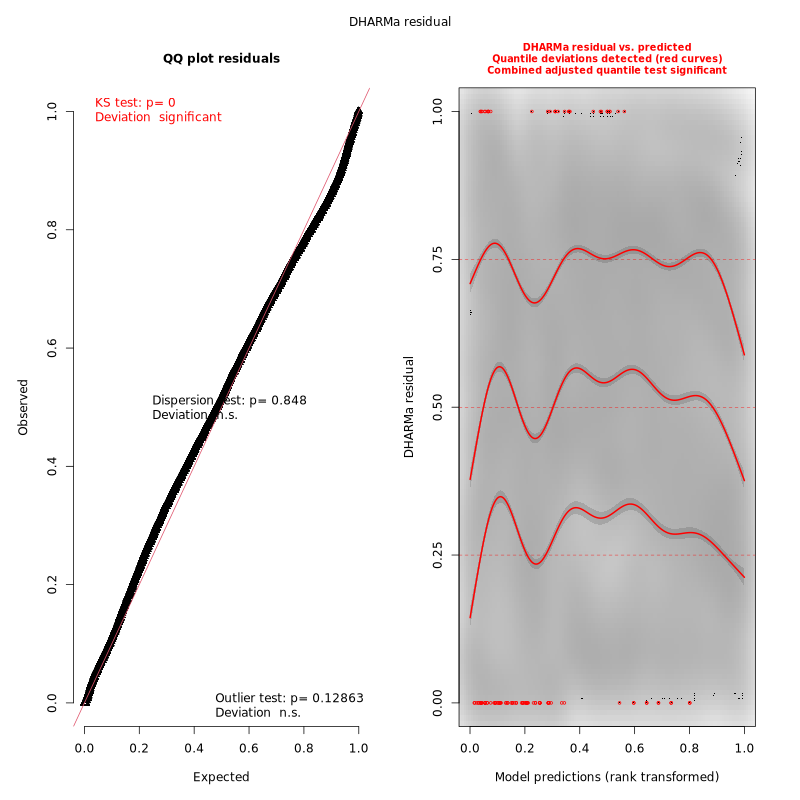 DHARMa residual
QQ plot residuals
KS test: p= 0
Deviation  significant
Dispersion test: p= 0.848
Deviation n.s.
Outlier test: p= 0.12863
Deviation  n.s.
Observed
0.0 0.2 0.4 0.6 0.8 1.0
0.0 0.2 0.4 0.6 0.8 1.0
Expected
DHARMa residual vs. predicted
Quantile deviations detected (red curves)
Combined adjusted quantile test significant
DHARMa residual
0.00 0.25 0.50 0.75 1.00
0.0 0.2 0.4 0.6 0.8 1.0
Model predictions (rank transformed)